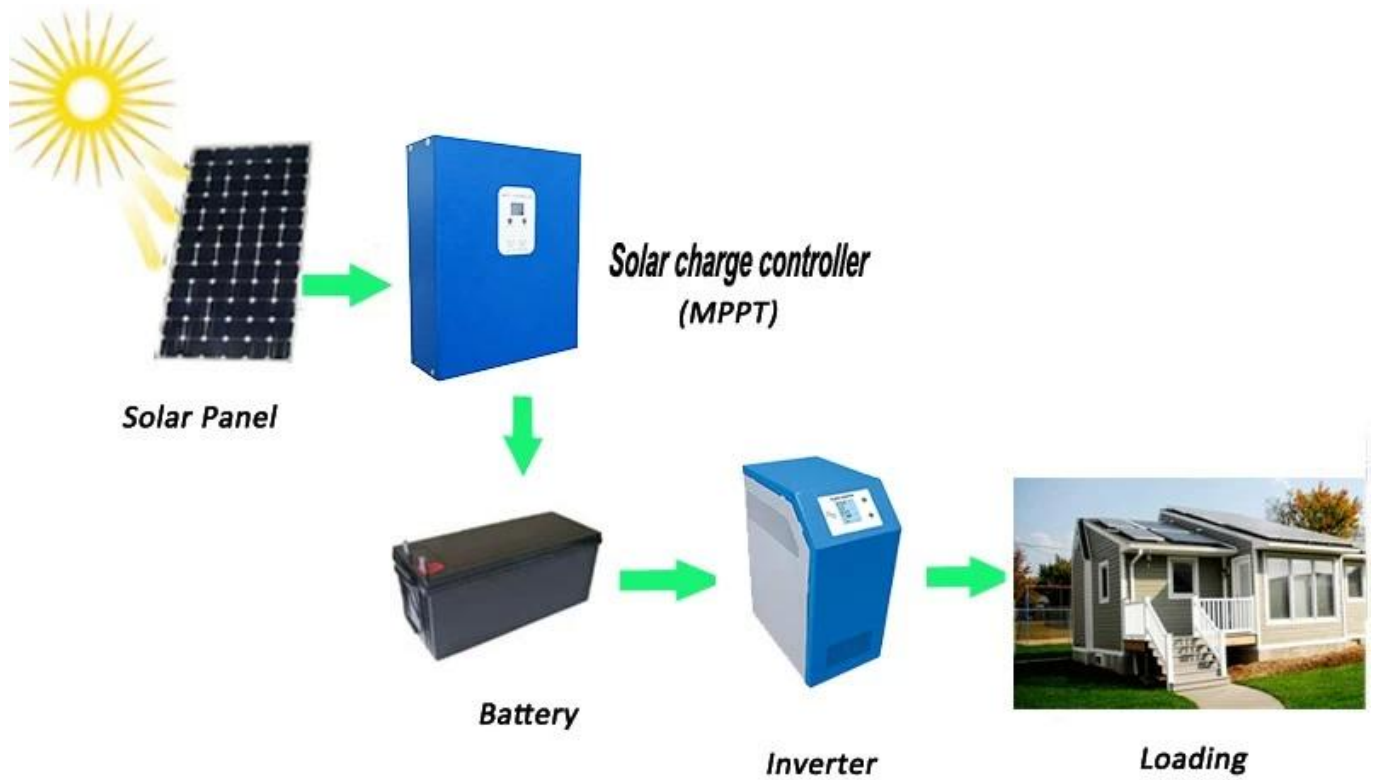 Solar charge controller
(MPPT)
Solar Panel
Battery
Inverter
Loading